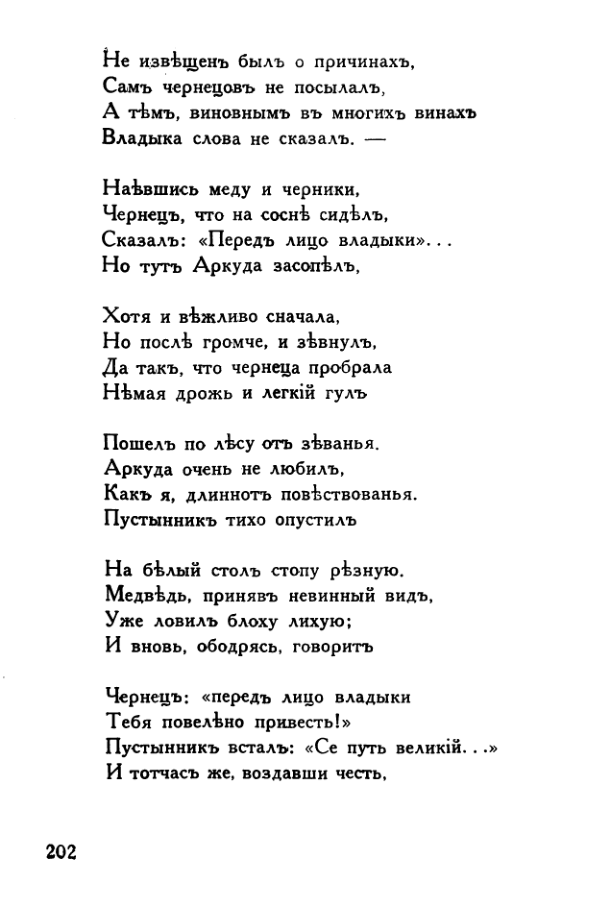 Не извѣщенъ былъ о причинахъ,
Самъ чернецовъ не посылалъ,
А тѣмъ, виновнымъ въ многихъ винахъ
Владыка слова не сказалъ. —
Наѣвшись меду и черники,
Чернецъ, что на соснѣ сидѣлъ,
Сказалъ: «Передъ лицо владыки»...
Но тутъ Аркуда засопѣлъ,
Хотя и вѣжливо сначала,
Но послѣ громче, и зѣвнулъ,
Да такъ, что чернеца пробрала
Нѣмая дрожь и легкій гулъ
Пошелъ по лѣсу отъ зѣванья.
Аркуда очень не любилъ,
Какъ я, длиннотъ повѣствованья.
Пустынникъ тихо опустилъ
На бѣлый столъ стопу рѣзную.
Медвѣдь, принявъ невинный видъ,
Уже ловилъ блоху лихую;
И вновь, ободрясь, говоритъ
Чернецъ: «передъ лицо владыки
Тебя повелѣно привесть!»
Пустынникъ всталъ: «Се путь великій...»
И тотчасъ же, воздавши честь,
202